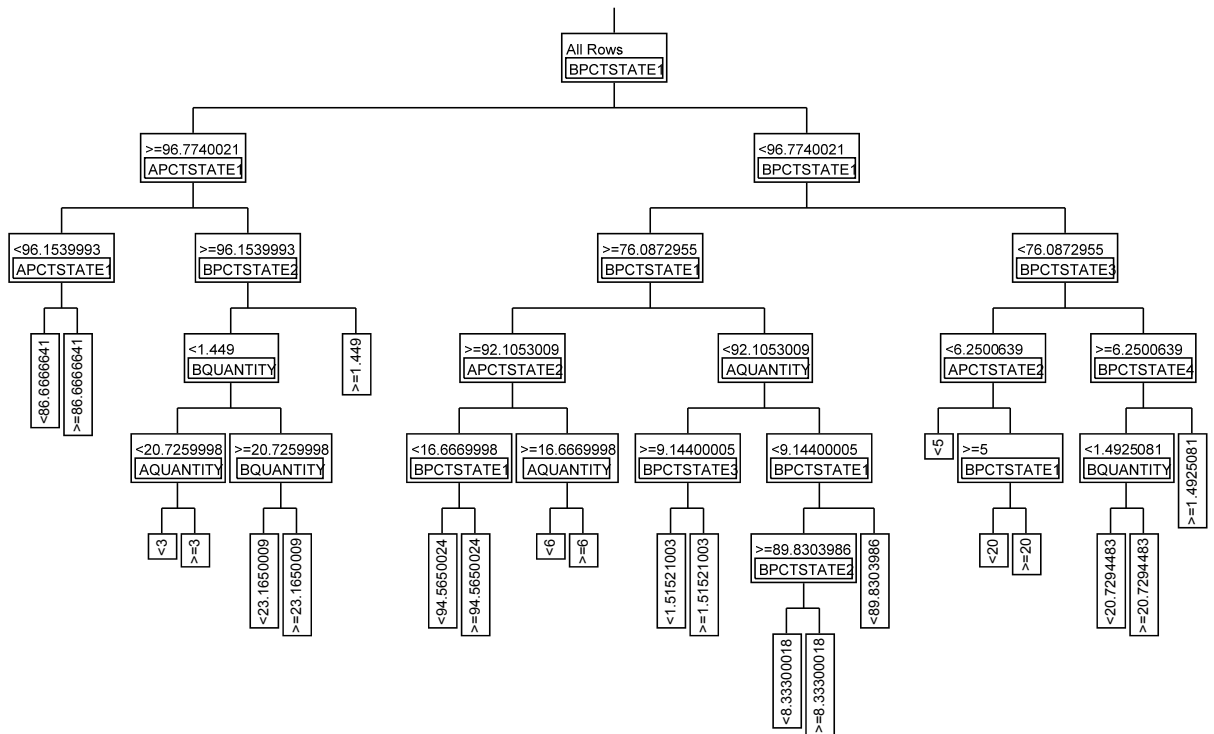 All Rows
BPCTSTATE1
>=96.7740021
APCTSTATE1
<96.7740021
BPCTSTATE1
<96.1539993
APCTSTATE1
>=96.1539993
BPCTSTATE2
>=76.0872955
BPCTSTATE1
<76.0872955
BPCTSTATE3
<86.6666641
>=86.6666641
<1.449
BQUANTITY
>=1.449
>=92.1053009
APCTSTATE2
<92.1053009
AQUANTITY
<6.2500639
APCTSTATE2
>=6.2500639
BPCTSTATE4
<20.7259998
AQUANTITY
>=20.7259998
BQUANTITY
<16.6669998
BPCTSTATE1
>=16.6669998
AQUANTITY
>=9.14400005
BPCTSTATE3
<9.14400005
BPCTSTATE1
<5
>=5
BPCTSTATE1
<1.4925081
BQUANTITY
>=1.4925081
<3
>=3
<23.1650009
>=23.1650009
<94.5650024
>=94.5650024
<6
>=6
<1.51521003
>=1.51521003
>=89.8303986
BPCTSTATE2
<89.8303986
<20
>=20
<20.7294483
>=20.7294483
<8.33300018
>=8.33300018